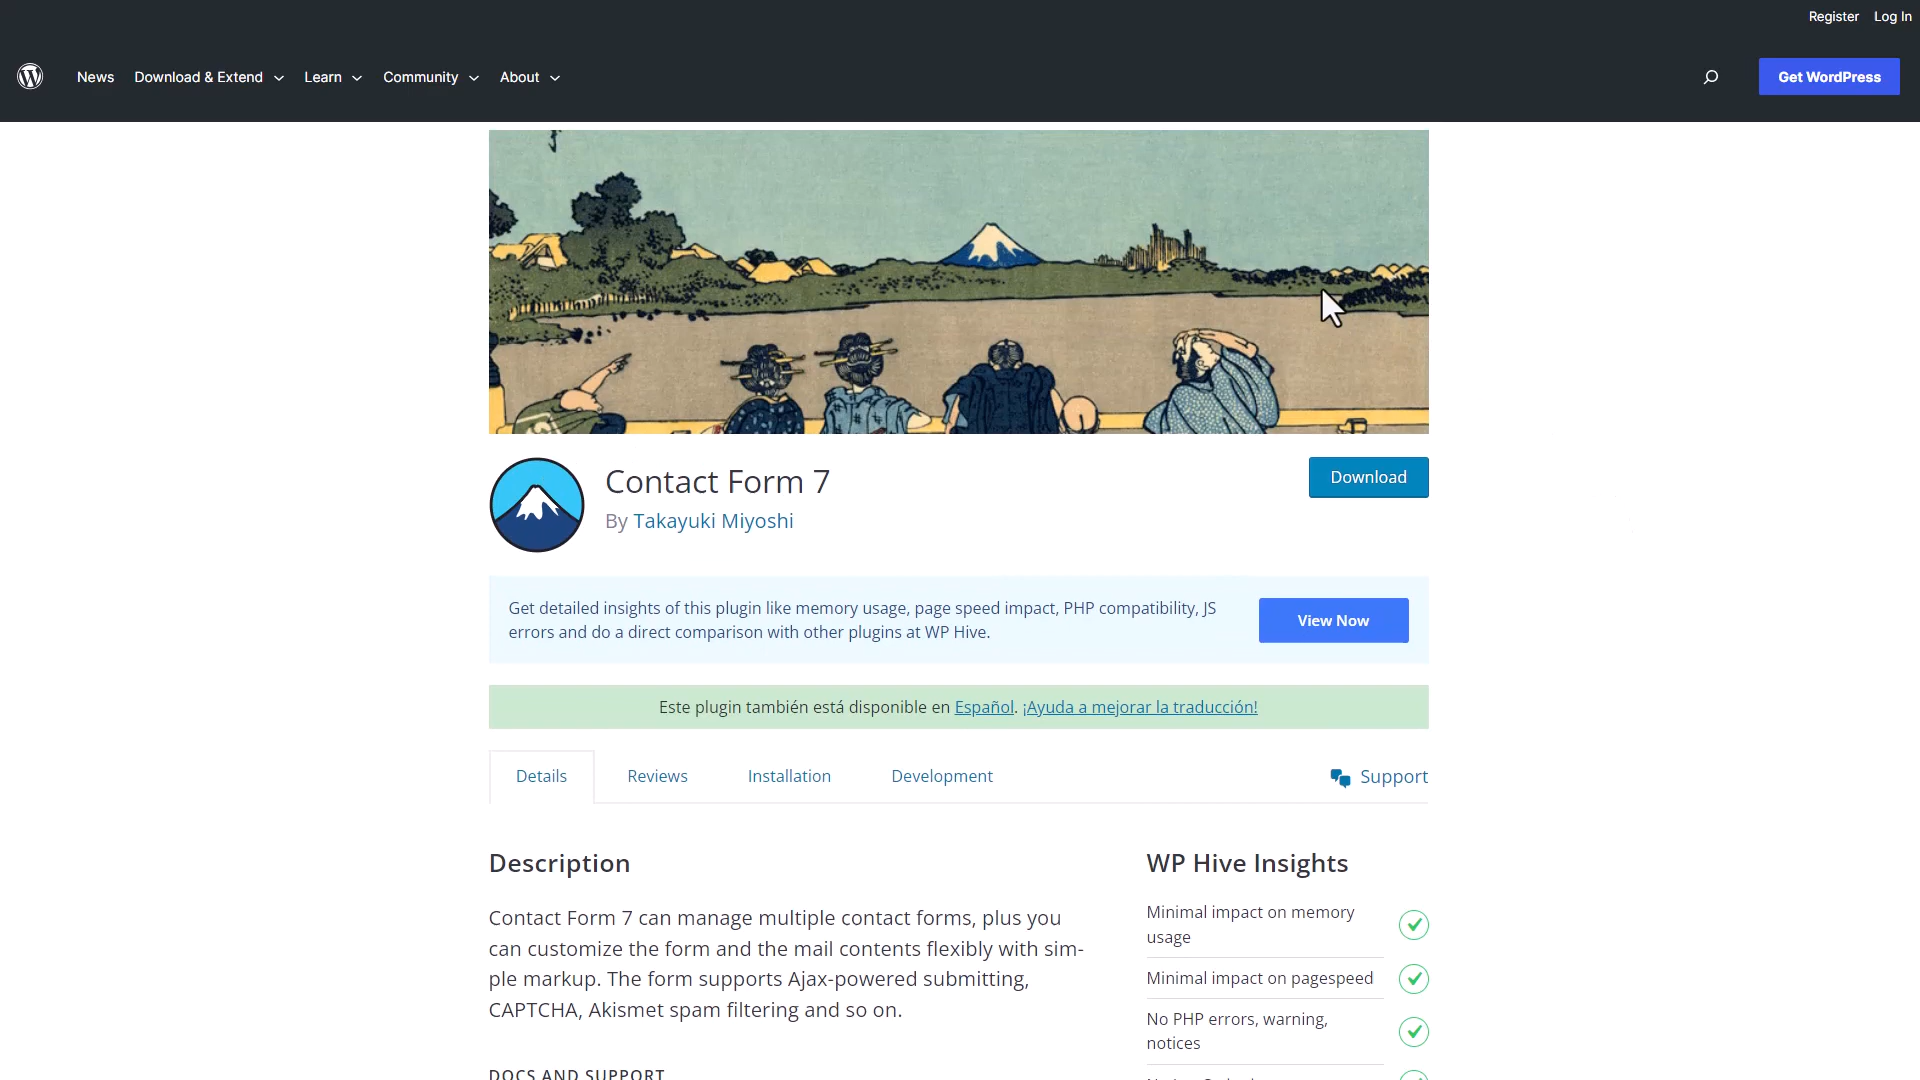 Register Log In
News Download & Extend Learn Community About Get WordPress
Contact Form 7
Download
By Takayuki Miyoshi
Get detailed insights of this plugin like memory usage, page speed impact, PHP compatibility, JS
errors and do a direct comparison with other plugins at WP Hive.
View Now
Este plugin también está disponible en Español. ¡Ayuda a mejorar la traducción!
Details Reviews Installation Development Support
Description
Contact Form 7 can manage multiple contact forms, plus you
can customize the form and the mail contents flexibly with sim-
ple markup. The form supports Ajax-powered submitting,
CAPTCHA, Akismet spam filtering and so on.
DOCS AND SUPPORT
WP Hive Insights
Minimal impact on memory
usage
Minimal impact on pagespeed
No PHP errors, warning,
notices